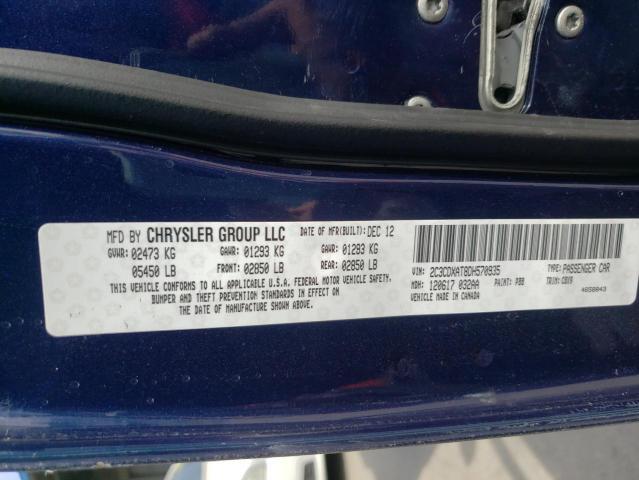 MFD BY CHRYSLER GROUP LLC DATE OF MFR(BUILT): DEC 12
GVWR: 02473 KG GAWR: 01293 KG GAWR: 01293 KG
05450 LB FRONT: 02850 LB REAR: 02850 LB
THIS VEHICLE CONFORMS TO ALL APPLICABLE U.S.A. FEDERAL MOTOR VEHICLE SAFETY,
BUMPER AND THEFT PREVENTION STANDARDS IN EFFECT ON
THE DATE OF MANUFACTURE SHOWN ABOVE.
VIN: 2C3CDXAT8DH570935 TYPE: PASSENGER CAR
MDH: 120617 032AA PAINT: PBB TRIM: CDX9
VEHICLE MADE IN CANADA 4658843